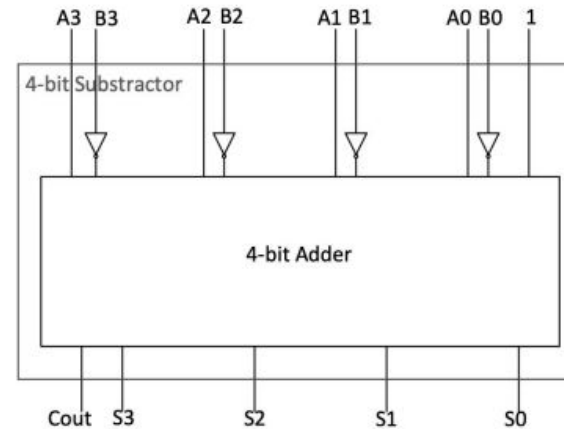 A3 B3 A2 B2 A1 B1 A0 B0 1
4-bit Substractor
4-bit Adder
Cout S3 S2 S1 S0